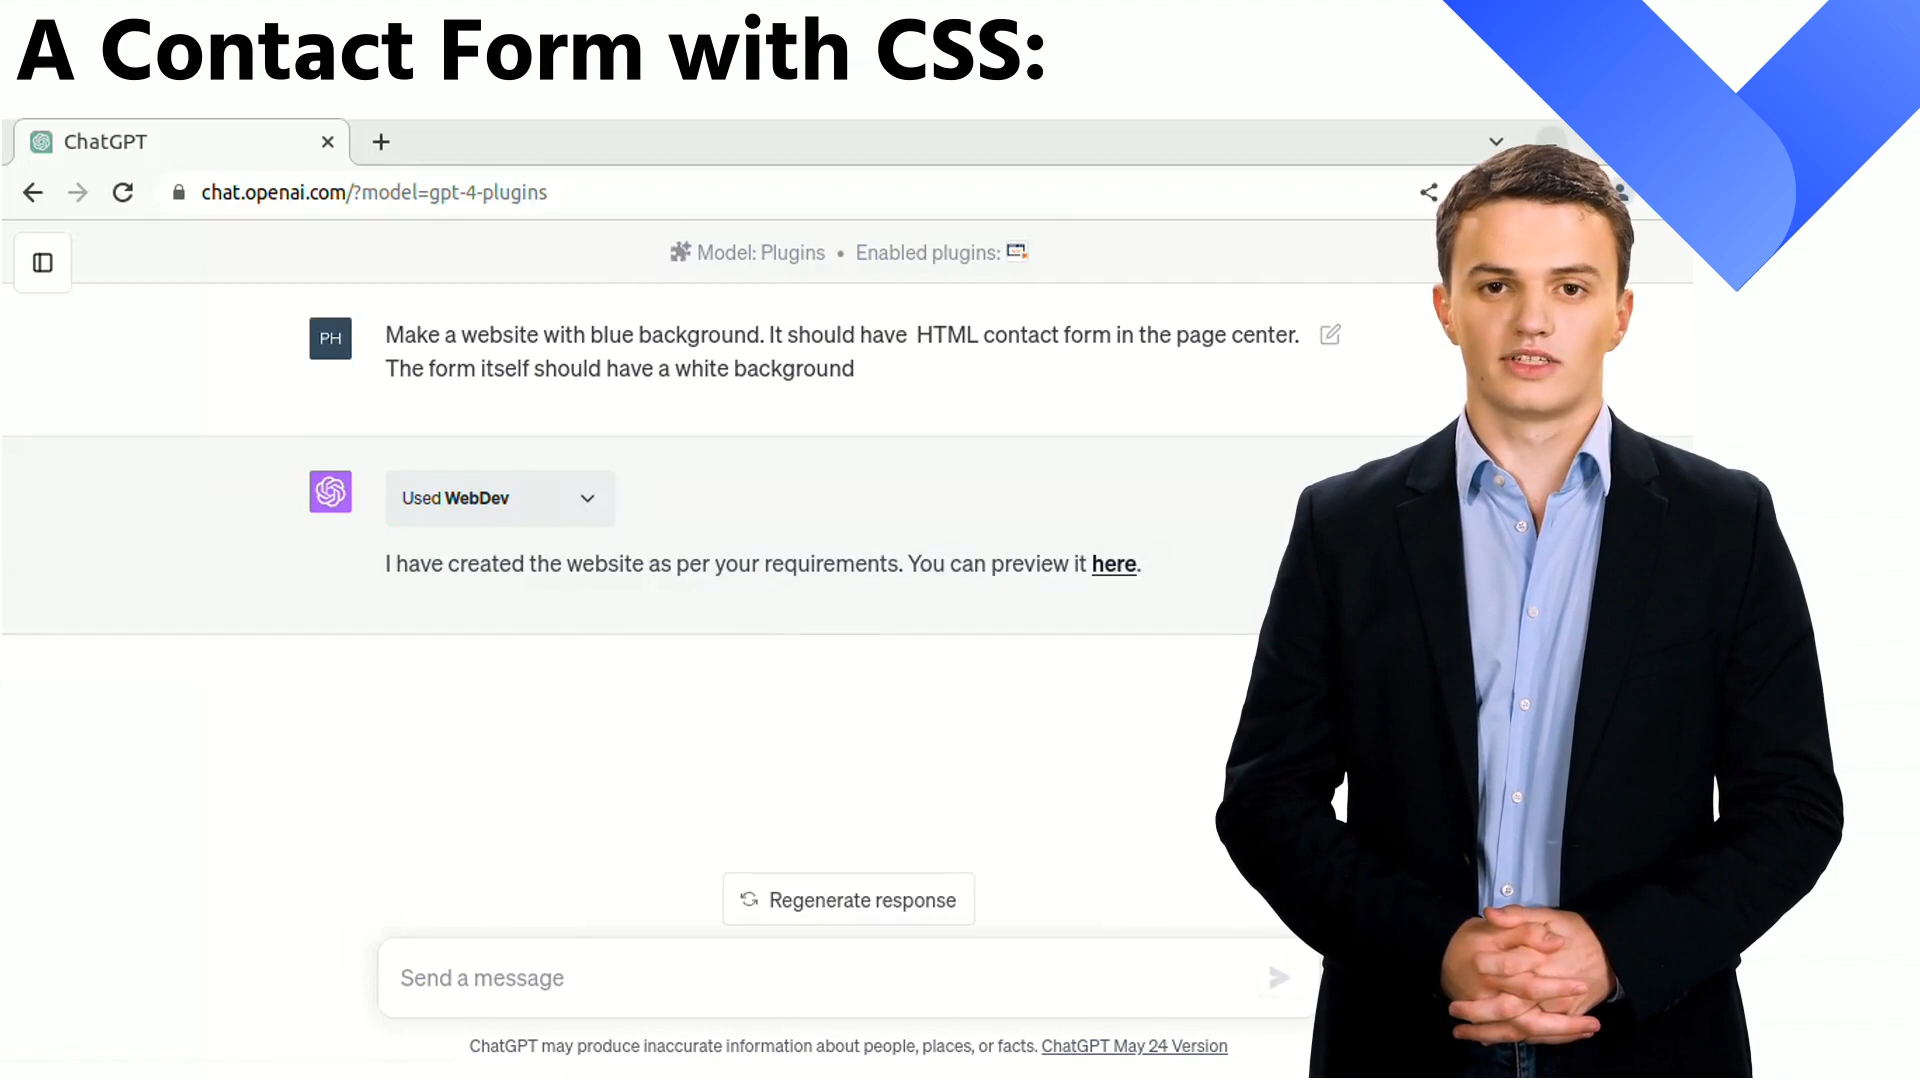 A Contact Form with CSS:
ChatGPT
chat.openai.com/?model=gpt-4-plugins
Model: Plugins • Enabled plugins:
PH
Make a website with blue background. It should have HTML contact form in the page center.
The form itself should have a white background
Used WebDev
I have created the website as per your requirements. You can preview it here.
Regenerate response
Send a message
ChatGPT may produce inaccurate information about people, places, or facts. ChatGPT May 24 Version